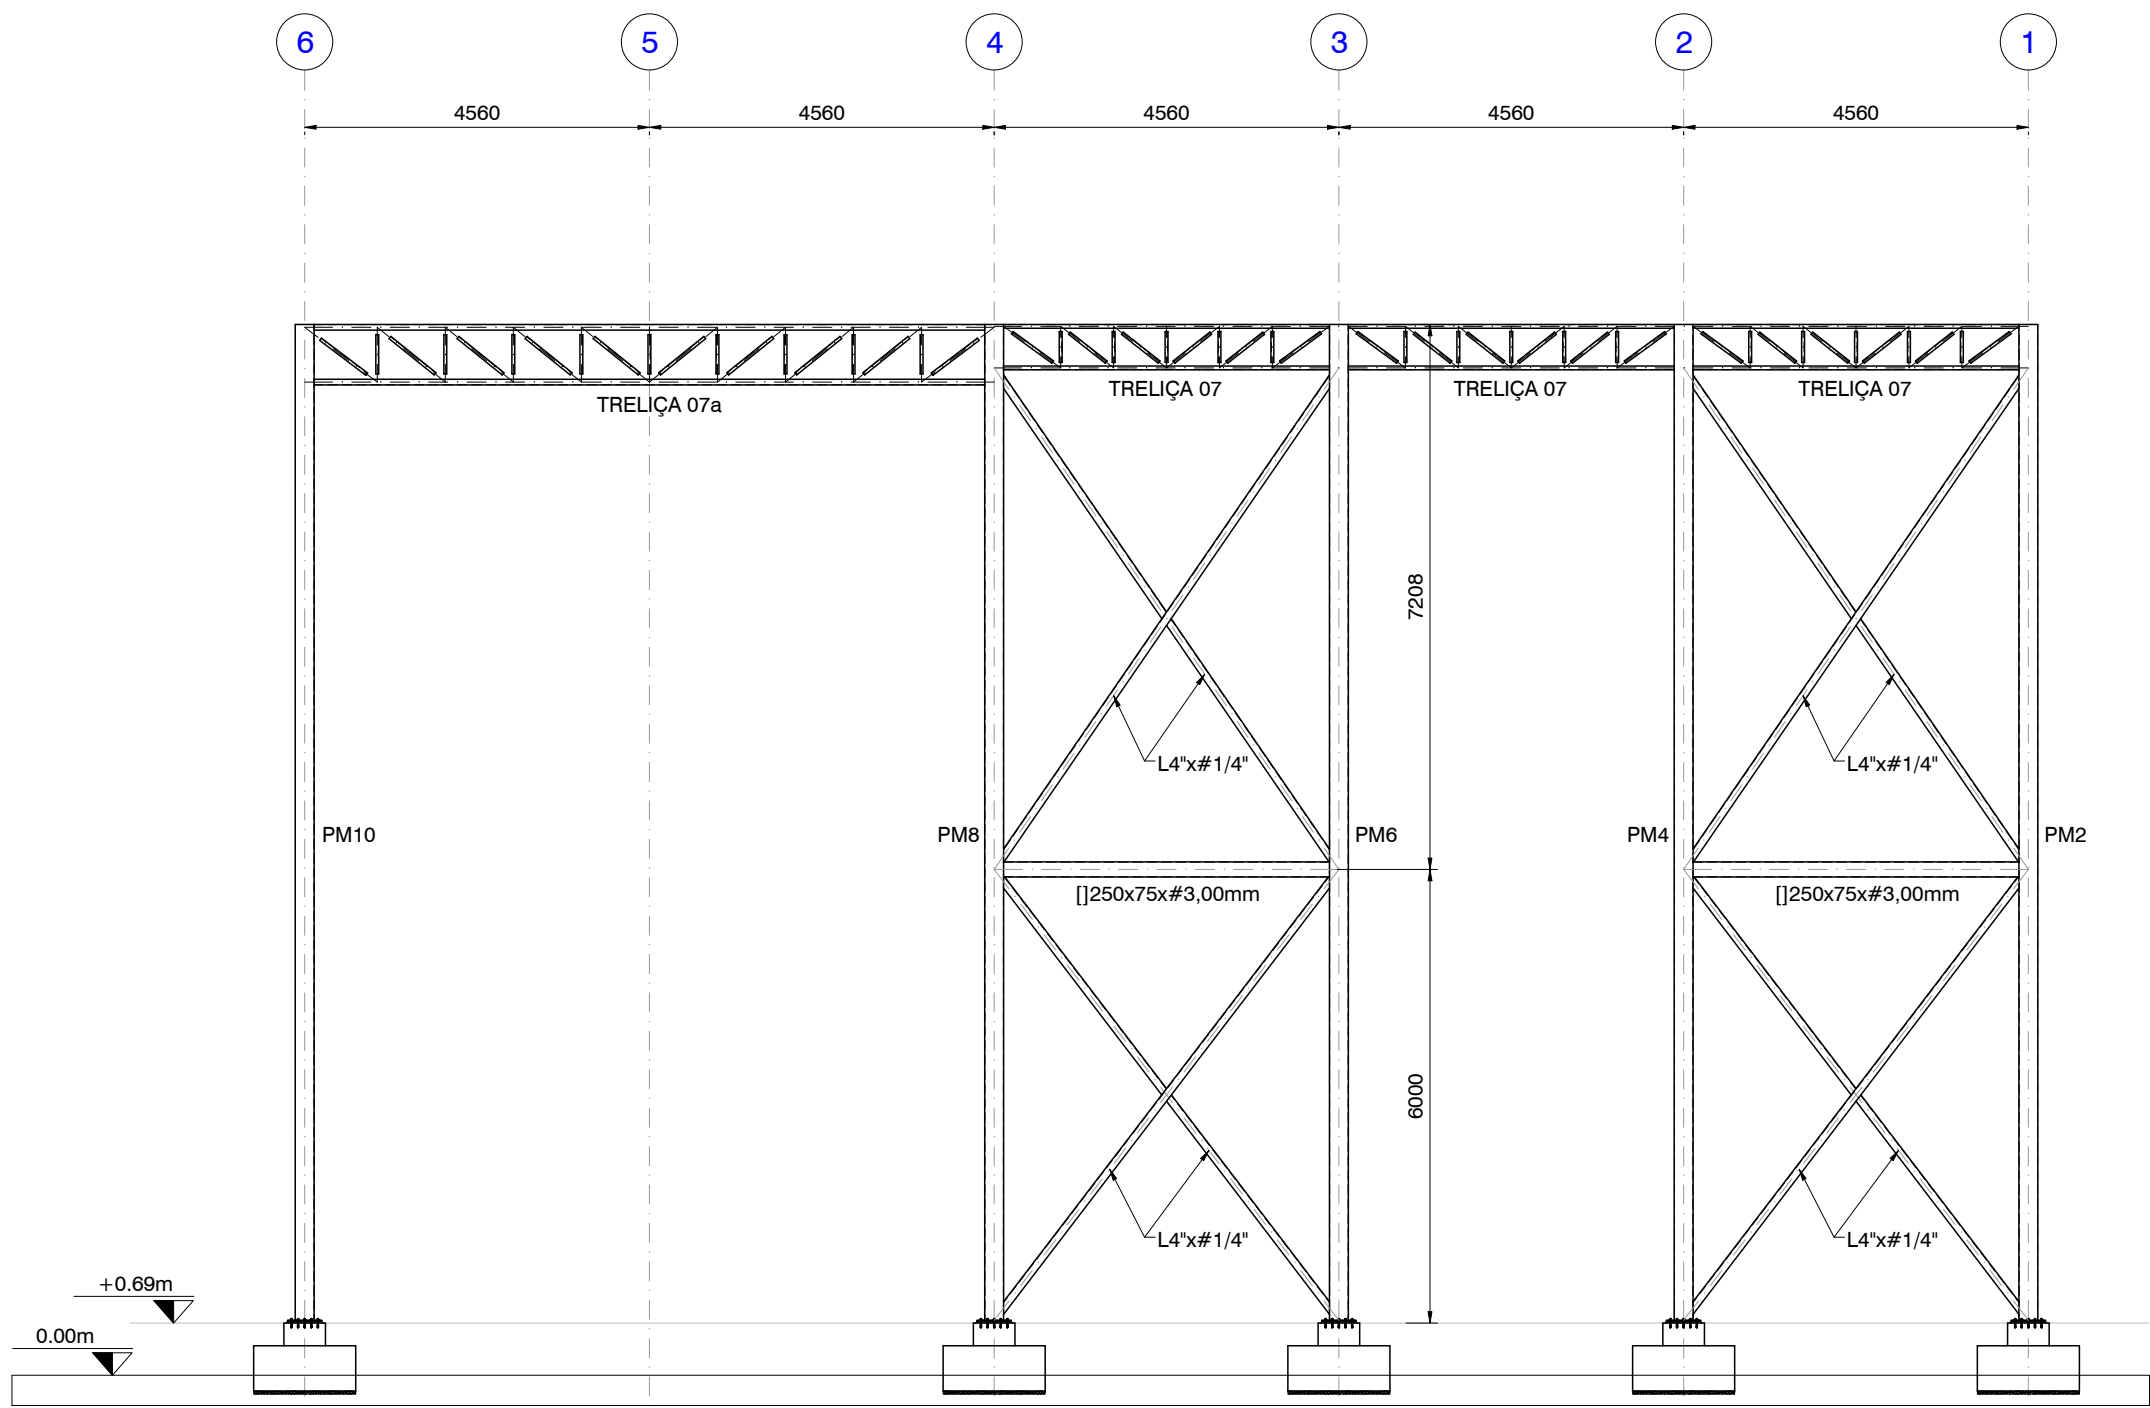 6 5 4 3 2 1
4560 4560 4560 4560 4560
TRELIÇA 07a
TRELIÇA 07 TRELIÇA 07 TRELIÇA 07
7208
L4"x#1/4" L4"x#1/4"
PM10 PM8 PM6 PM4 PM2
[]250x75x#3,00mm []250x75x#3,00mm
6000
L4"x#1/4" L4"x#1/4"
+0.69m
0.00m